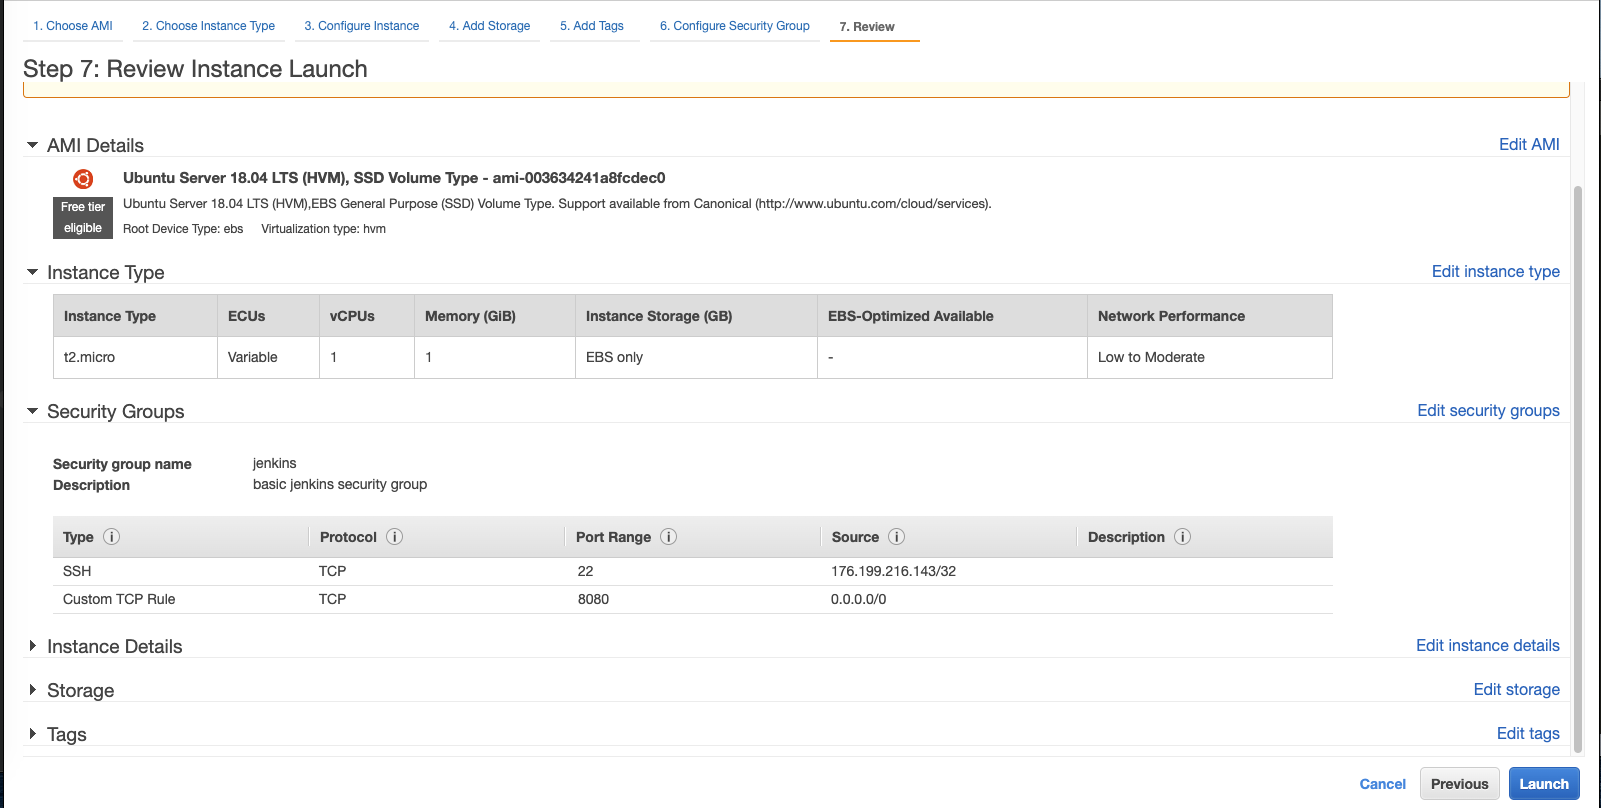 1. Choose AMI 2. Choose Instance Type 3. Configure Instance 4. Add Storage 5. Add Tags 6. Configure Security Group 7. Review
Step 7: Review Instance Launch
AMI Details Edit AMI
Ubuntu Server 18.04 LTS (HVM), SSD Volume Type - ami-003634241a8fcdec0
Free tier eligible
Ubuntu Server 18.04 LTS (HVM),EBS General Purpose (SSD) Volume Type. Support available from Canonical (http://www.ubuntu.com/cloud/services).
Root Device Type: ebs Virtualization type: hvm
Instance Type Edit instance type
Instance Type ECUs vCPUs Memory (GiB) Instance Storage (GB) EBS-Optimized Available Network Performance
t2.micro Variable 1 1 EBS only - Low to Moderate
Security Groups Edit security groups
Security group name jenkins
Description basic jenkins security group
Type i Protocol i Port Range i Source i Description i
SSH TCP 22 176.199.216.143/32
Custom TCP Rule TCP 8080 0.0.0.0/0
Instance Details Edit instance details
Storage Edit storage
Tags Edit tags
Cancel Previous Launch